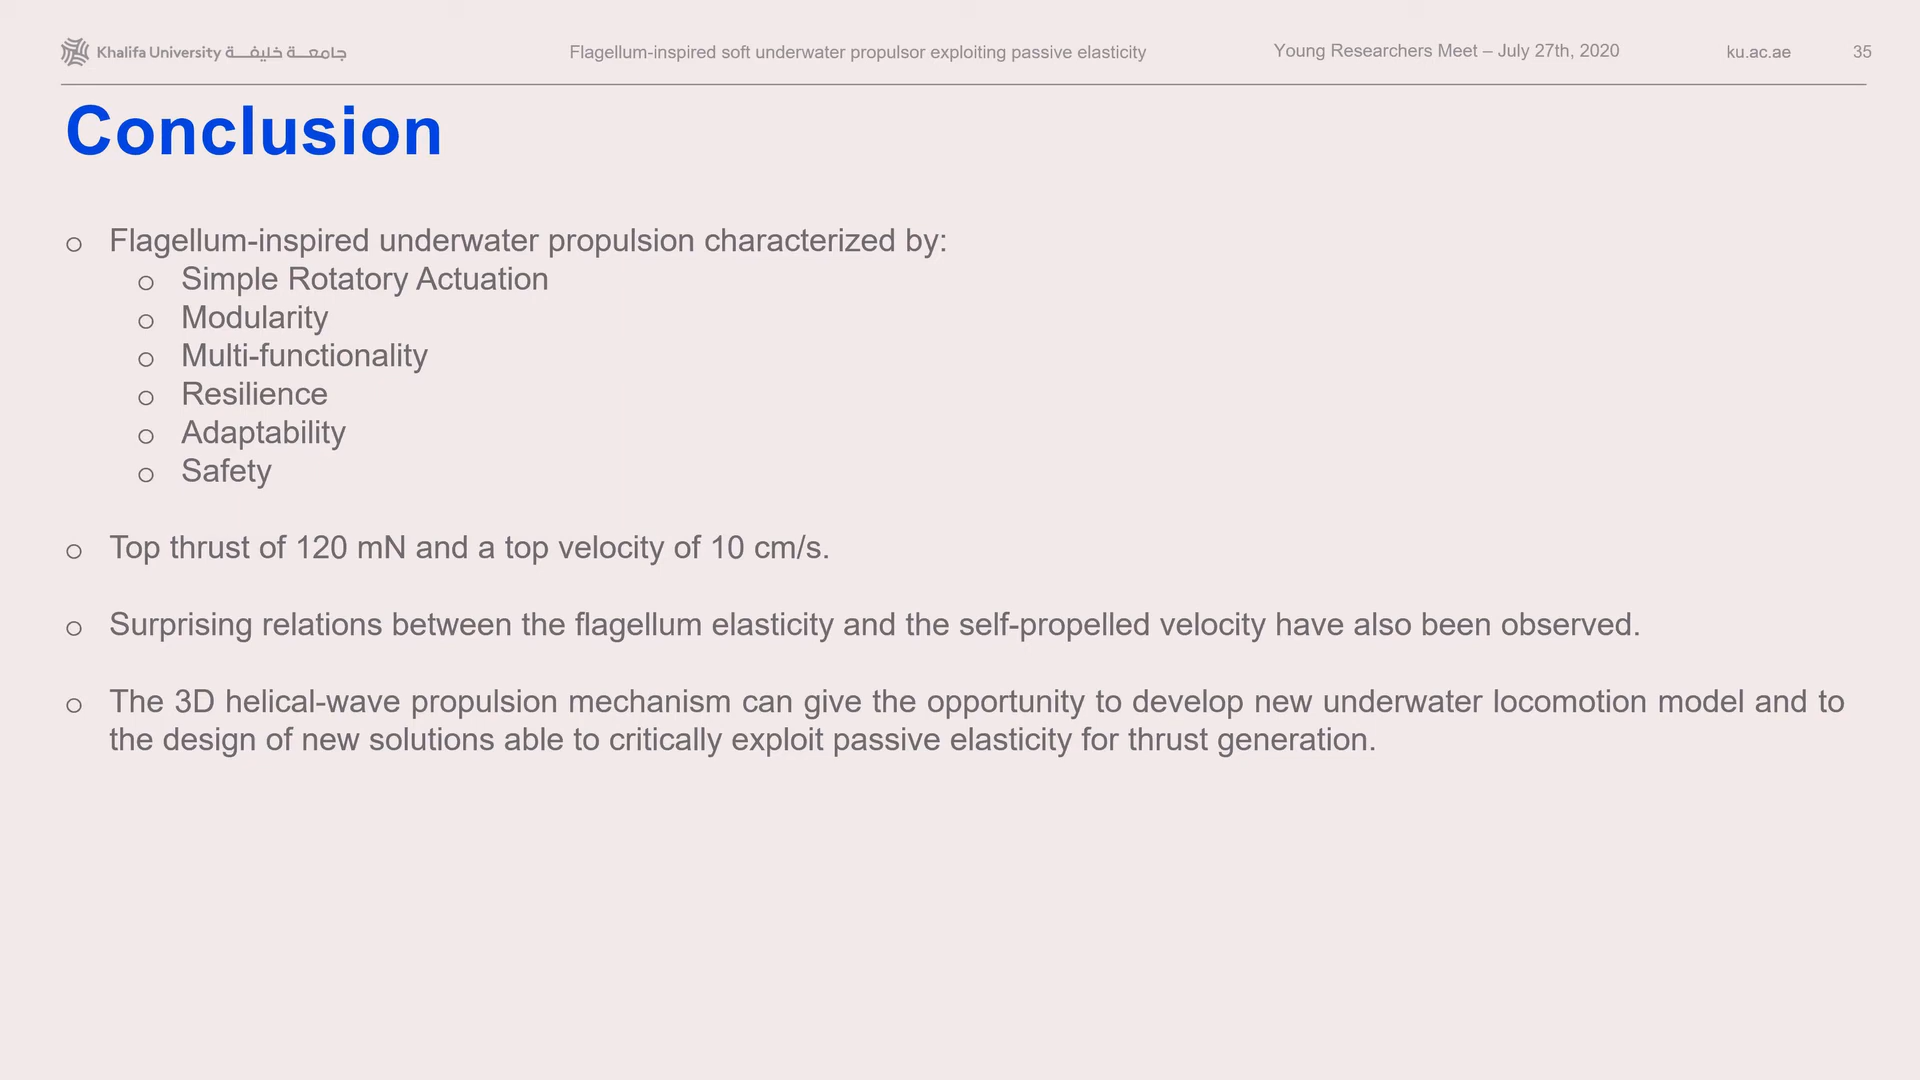 Khalifa University جامعـــة خليفـــة
Flagellum-inspired soft underwater propulsor exploiting passive elasticity
Young Researchers Meet – July 27th, 2020
ku.ac.ae
35
Conclusion
o Flagellum-inspired underwater propulsion characterized by:
o Simple Rotatory Actuation
o Modularity
o Multi-functionality
o Resilience
o Adaptability
o Safety
o Top thrust of 120 mN and a top velocity of 10 cm/s.
o Surprising relations between the flagellum elasticity and the self-propelled velocity have also been observed.
o The 3D helical-wave propulsion mechanism can give the opportunity to develop new underwater locomotion model and to
the design of new solutions able to critically exploit passive elasticity for thrust generation.